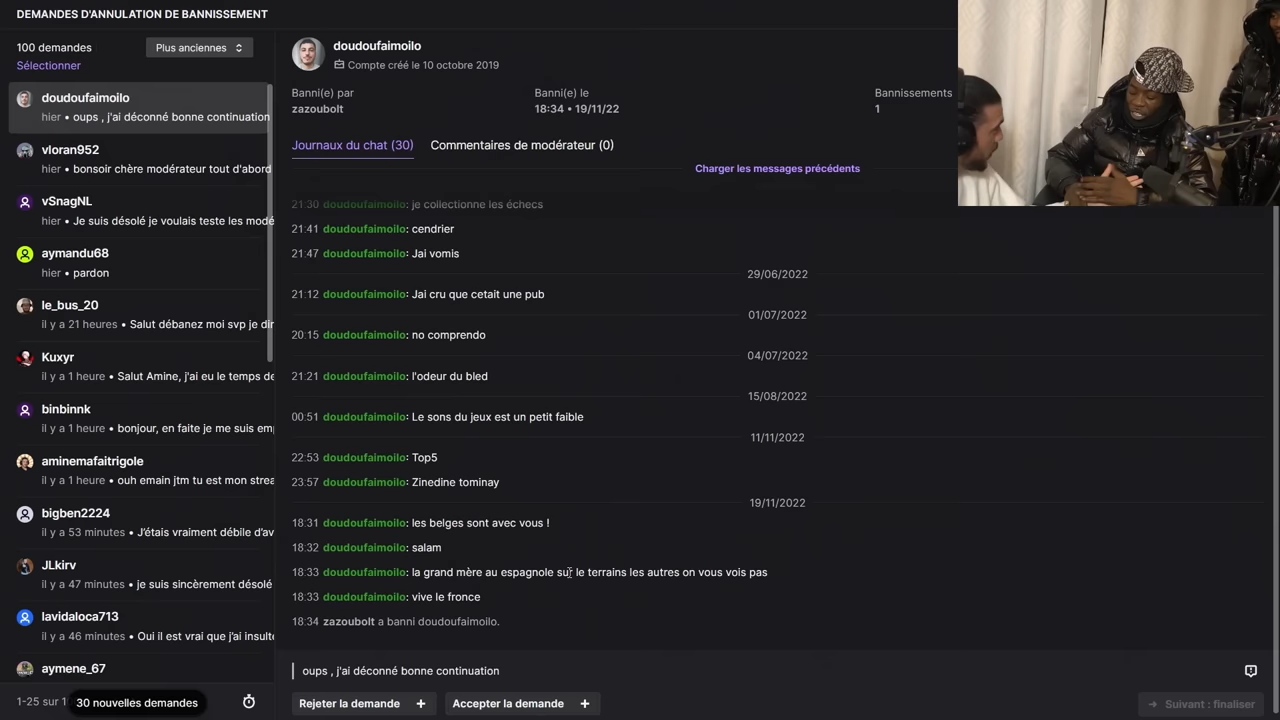 DEMANDES D'ANNULATION DE BANNISSEMENT
100 demandes
Plus anciennes
Sélectionner
doudoufaimoilo
hier • oups , j'ai déconné bonne continuation
vloran952
hier • bonsoir chère modérateur tout d'abord
vSnagNL
hier • Je suis désolé je voulais teste les modé
aymandu68
hier • pardon
le_bus_20
il y a 21 heures • Salut débanez moi svp je dir
Kuxyr
il y a 1 heure • Salut Amine, j'ai eu le temps de
binbinnk
il y a 1 heure • bonjour, en faite je me suis emp
aminemafaitrigole
il y a 1 heure • ouh emain jtm tu est mon strea
bigben2224
il y a 53 minutes • J'étais vraiment débile d'av
JLkirv
il y a 47 minutes • je suis sincèrement désolé
lavidaloca713
il y a 46 minutes • Oui il est vrai que j'ai insulte
aymene_67
1-25 sur 1
30 nouvelles demandes
doudoufaimoilo
Compte créé le 10 octobre 2019
Banni(e) par
zazoubolt
Banni(e) le
18:34 • 19/11/22
Bannissements
1
Journaux du chat (30)
Commentaires de modérateur (0)
Charger les messages précédents
21:30 doudoufaimoilo: je collectionne les échecs
21:41 doudoufaimoilo: cendrier
21:47 doudoufaimoilo: Jai vomis
29/06/2022
21:12 doudoufaimoilo: Jai cru que cetait une pub
01/07/2022
20:15 doudoufaimoilo: no comprendo
04/07/2022
21:21 doudoufaimoilo: l'odeur du bled
15/08/2022
00:51 doudoufaimoilo: Le sons du jeux est un petit faible
11/11/2022
22:53 doudoufaimoilo: Top5
23:57 doudoufaimoilo: Zinedine tominay
19/11/2022
18:31 doudoufaimoilo: les belges sont avec vous !
18:32 doudoufaimoilo: salam
18:33 doudoufaimoilo: la grand mère au espagnole sur le terrains les autres on vous vois pas
18:33 doudoufaimoilo: vive le fronce
18:34 zazoubolt a banni doudoufaimoilo.
oups , j'ai déconné bonne continuation
Rejeter la demande +
Accepter la demande +
Suivant : finaliser